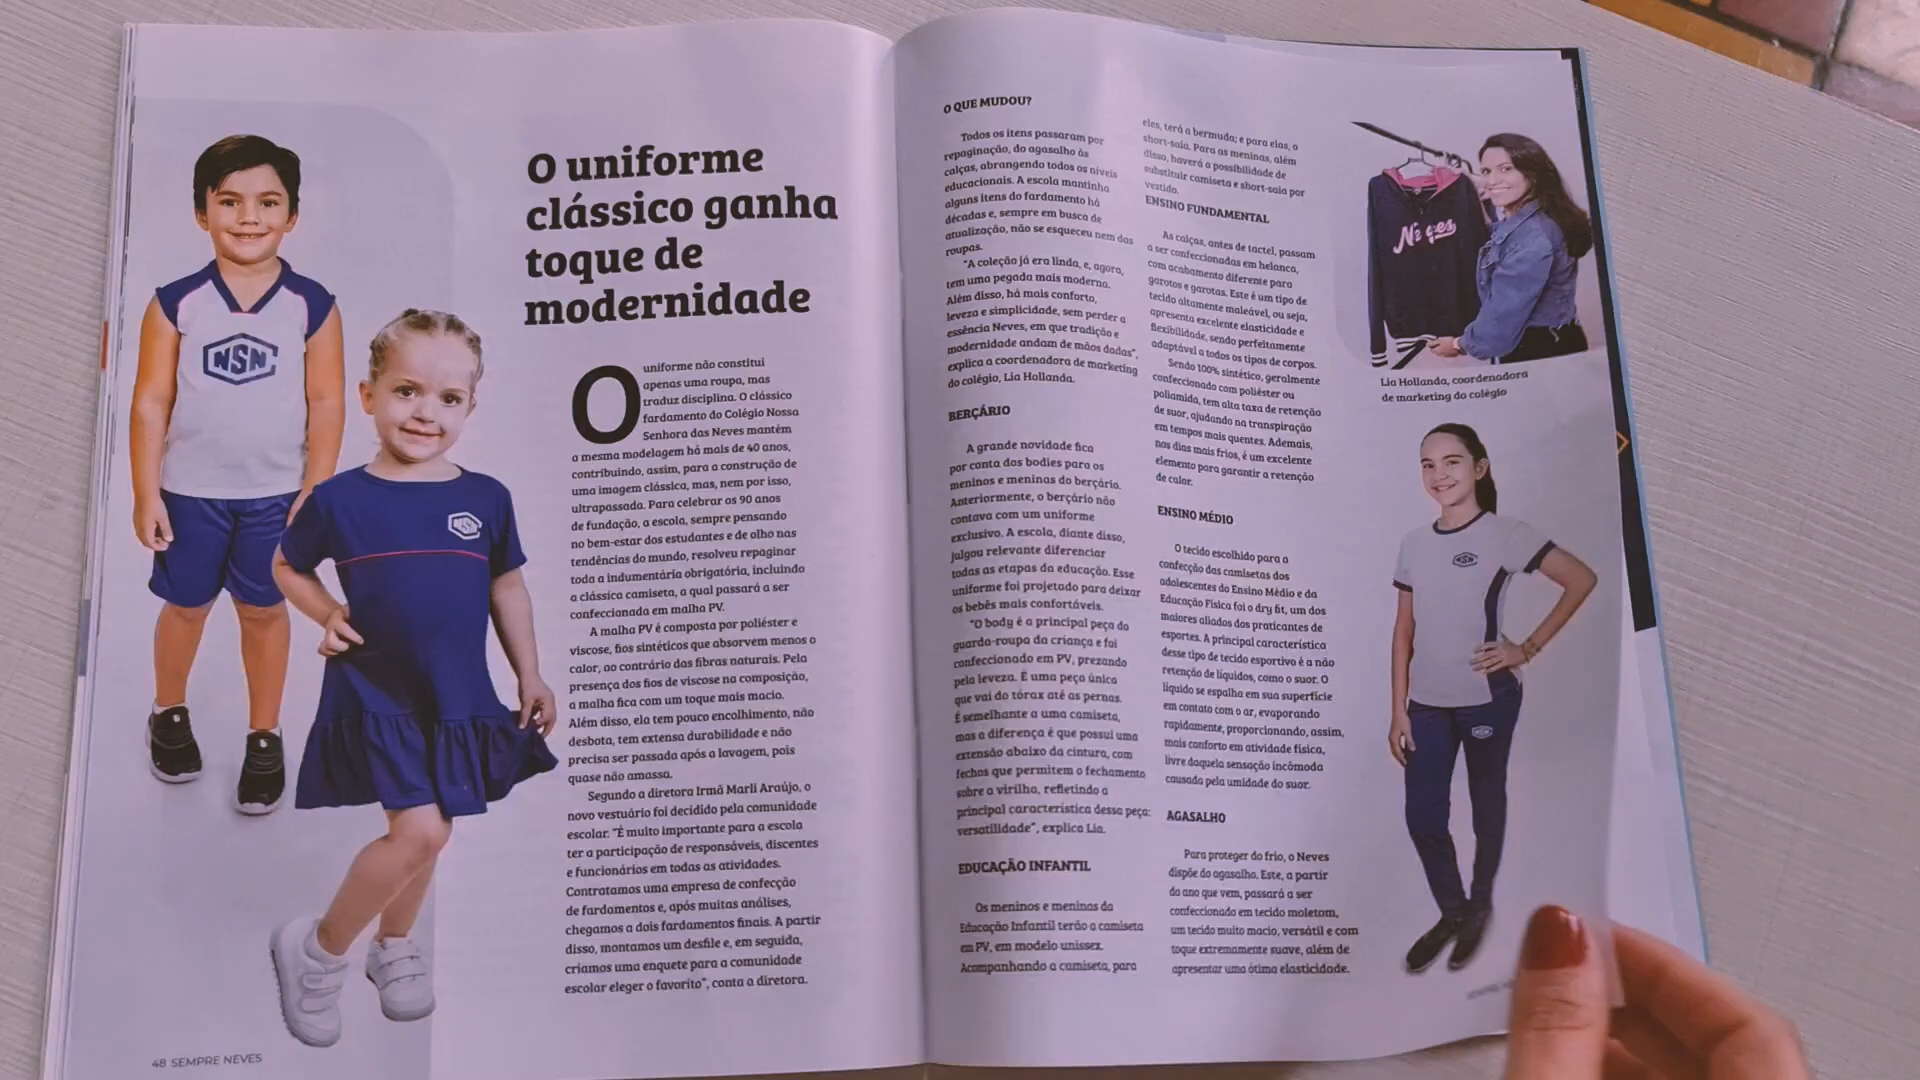 NSN
NSN
O uniforme
clássico ganha
toque de
modernidade
O uniforme não constitui
apenas uma roupa, mas
traduz disciplina. O clássico
fardamento do Colégio Nossa
Senhora das Neves mantém
a mesma modelagem há mais de 40 anos,
contribuindo, assim, para a construção de
uma imagem clássica, mas, nem por isso,
ultrapassada. Para celebrar os 90 anos
de fundação, a escola, sempre pensando
no bem-estar dos estudantes e de olho nas
tendências do mundo, resolveu repaginar
toda a indumentária obrigatória, incluindo
a clássica camiseta, a qual passará a ser
confeccionada em malha PV.
A malha PV é composta por poliéster e
viscose, fios sintéticos que absorvem menos o
calor, ao contrário das fibras naturais. Pela
presença dos fios de viscose na composição,
a malha fica com um toque mais macio.
Além disso, ela tem pouco encolhimento, não
desbota, tem extensa durabilidade e não
precisa ser passada após a lavagem, pois
quase não amassa.
Segundo a diretora Irmã Marli Araújo, o
novo vestuário foi decidido pela comunidade
escolar. "É muito importante para a escola
ter a participação de responsáveis, discentes
e funcionários em todas as atividades.
Contratamos uma empresa de confecção
de fardamentos e, após muitas análises,
chegamos a dois fardamentos finais. A partir
disso, montamos um desfile e, em seguida,
criamos uma enquete para a comunidade
escolar eleger o favorito", conta a diretora.
48 SEMPRE NEVES
O QUE MUDOU?
Todos os itens passaram por
repaginação, do agasalho às
calças, abrangendo todos os níveis
educacionais. A escola mantinha
alguns itens do fardamento há
décadas e, sempre em busca de
atualização, não se esqueceu nem das
roupas.
"A coleção já era linda, e, agora,
tem uma pegada mais moderna.
Além disso, há mais conforto,
leveza e simplicidade, sem perder a
essência Neves, em que tradição e
modernidade andam de mãos dadas",
explica a coordenadora de marketing
do colégio, Lia Hollanda.
BERÇÁRIO
A grande novidade fica
por conta dos bodies para os
meninos e meninas do berçário.
Anteriormente, o berçário não
contava com um uniforme
exclusivo. A escola, diante disso,
julgou relevante diferenciar
todas as etapas da educação. Esse
uniforme foi projetado para deixar
os bebês mais confortáveis.
"O body é a principal peça do
guarda-roupa da criança e foi
confeccionado em PV, prezando
pela leveza. É uma peça única
que vai do tórax até as pernas.
É semelhante a uma camiseta,
mas a diferença é que possui uma
extensão abaixo da cintura, com
fechos que permitem o fechamento
sobre a virilha, refletindo a
principal característica dessa peça:
versatilidade", explica Lia.
EDUCAÇÃO INFANTIL
Os meninos e meninas da
Educação Infantil terão a camiseta
em PV, em modelo unissex.
Acompanhando a camiseta, para
eles, terá a bermuda; e para elas, o
short-saia. Para as meninas, além
disso, haverá a possibilidade de
substituir camiseta e short-saia por
vestido.
ENSINO FUNDAMENTAL
As calças, antes de tactel, passam
a ser confeccionadas em helanca,
com acabamento diferente para
garotos e garotas. Este é um tipo de
tecido altamente maleável, ou seja,
apresenta excelente elasticidade e
flexibilidade, sendo perfeitamente
adaptável a todos os tipos de corpos.
Sendo 100% sintético, geralmente
confeccionado com poliéster ou
poliamida, tem alta taxa de retenção
de suor, ajudando na transpiração
em tempos mais quentes. Ademais,
nos dias mais frios, é um excelente
elemento para garantir a retenção
de calor.
ENSINO MÉDIO
O tecido escolhido para a
confecção das camisetas dos
adolescentes do Ensino Médio e da
Educação Física foi o dry fit, um dos
maiores aliados dos praticantes de
esportes. A principal característica
desse tipo de tecido esportivo é a não
retenção de líquidos, como o suor. O
líquido se espalha em sua superfície
em contato com o ar, evaporando
rapidamente, proporcionando, assim,
mais conforto em atividade física,
livre daquela sensação incômoda
causada pela umidade do suor.
AGASALHO
Para proteger do frio, o Neves
dispõe do agasalho. Este, a partir
do ano que vem, passará a ser
confeccionado em tecido moletom,
um tecido muito macio, versátil e com
toque extremamente suave, além de
apresentar uma ótima elasticidade.
Neves
Lia Hollanda, coordenadora
de marketing do colégio
NSN
NSN